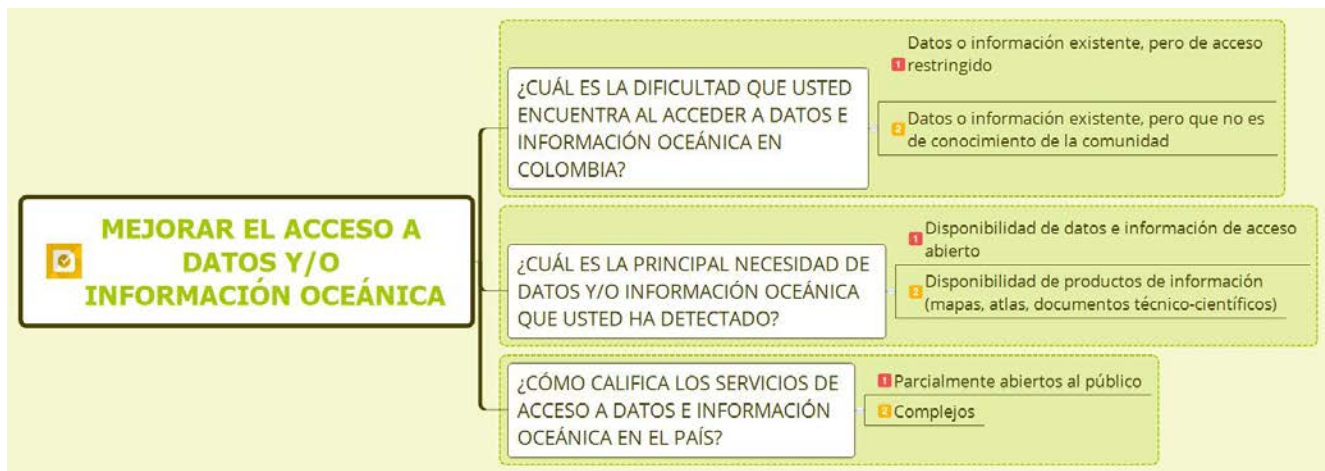 MEJORAR EL ACCESO A
DATOS Y/O
INFORMACIÓN OCEÁNICA
¿CUÁL ES LA DIFICULTAD QUE USTED
ENCUENTRA AL ACCEDER A DATOS E
INFORMACIÓN OCEÁNICA EN
COLOMBIA?
Datos o información existente, pero de acceso
1 restringido
2 Datos o información existente, pero que no es
de conocimiento de la comunidad
¿CUÁL ES LA PRINCIPAL NECESIDAD DE
DATOS Y/O INFORMACIÓN OCEÁNICA
QUE USTED HA DETECTADO?
1 Disponibilidad de datos e información de acceso
abierto
2 Disponibilidad de productos de información
(mapas, atlas, documentos técnico-científicos)
¿CÓMO CALIFICA LOS SERVICIOS DE
ACCESO A DATOS E INFORMACIÓN
OCEÁNICA EN EL PAÍS?
1 Parcialmente abiertos al público
2 Complejos